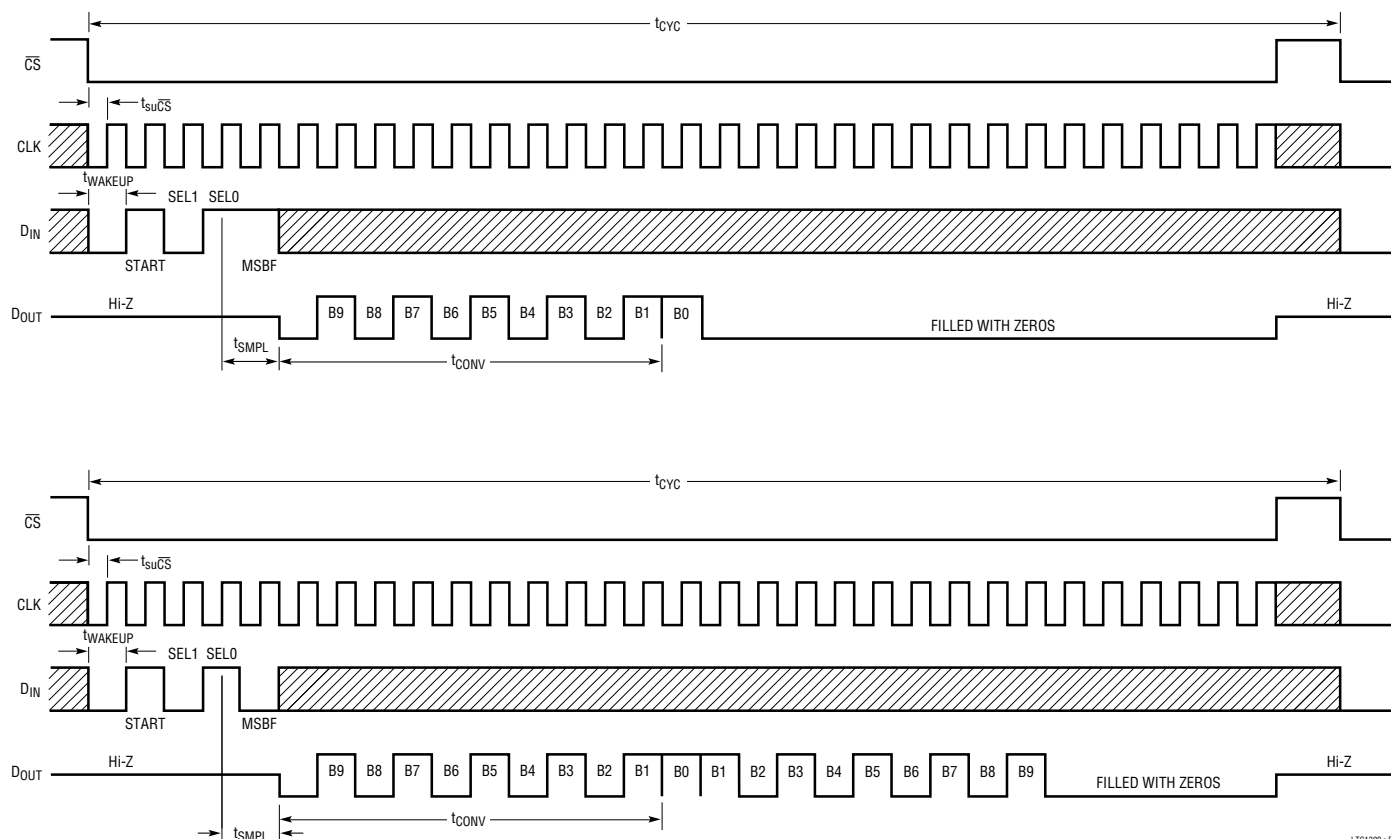 tCYC
CS
tsuCS
CLK
tWAKEUP
SEL1 SEL0
DIN
START MSBF
Hi-Z B9 B8 B7 B6 B5 B4 B3 B2 B1 B0 Hi-Z
DOUT FILLED WITH ZEROS
tSMPL tCONV
tCYC
CS
tsuCS
CLK
tWAKEUP
SEL1 SEL0
DIN
START MSBF
Hi-Z B9 B8 B7 B6 B5 B4 B3 B2 B1 B0 B1 B2 B3 B4 B5 B6 B7 B8 B9 Hi-Z
DOUT FILLED WITH ZEROS
tSMPL tCONV